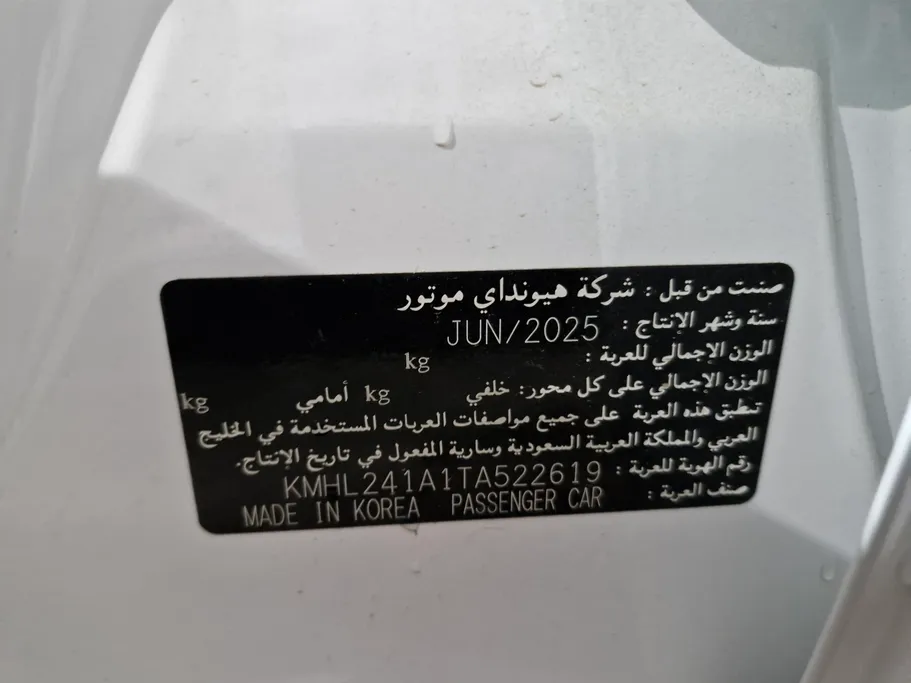 صنعت من قبل : شركة هيونداي موتور
سنة وشهر الإنتاج : JUN/2025
الوزن الإجمالي للعربة : kg
الوزن الإجمالي على كل محور: خلفي kg أمامي kg
تنطبق هذه العربة على جميع مواصفات العربات المستخدمة في الخليج
العربي والمملكة العربية السعودية وسارية المفعول في تاريخ الإنتاج.
رقم الهوية للعربة : KMHL241A1TA522619
صنف العربة : PASSENGER CAR MADE IN KOREA